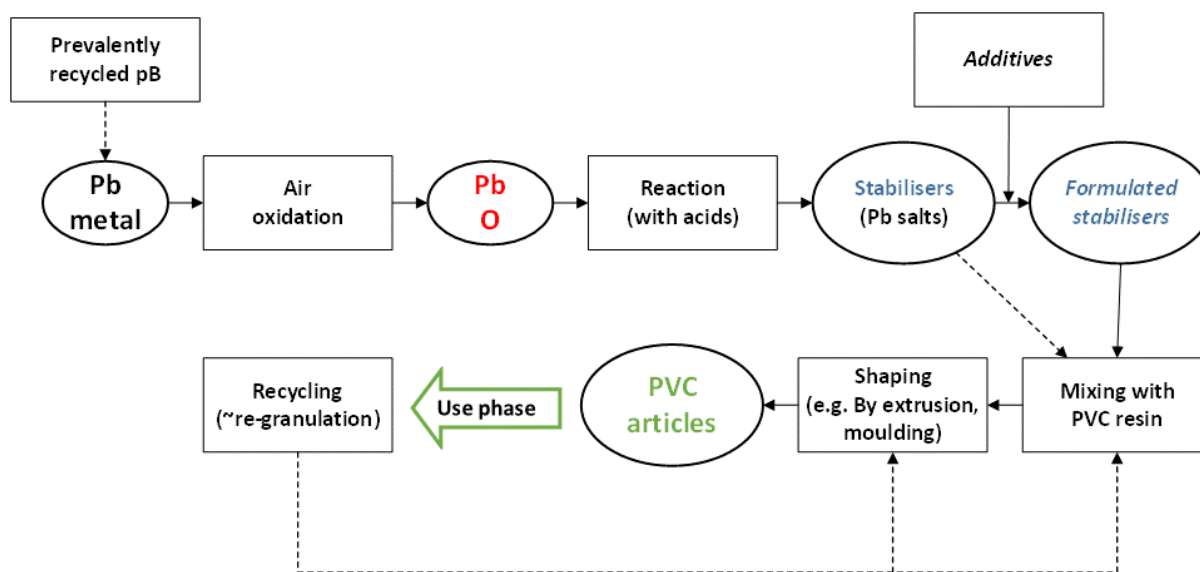 Prevalently
recycled pB
Additives
Pb
metal
Air
oxidation
Pb
O
Reaction
(with acids)
Stabilisers
(Pb salts)
Formulated
stabilisers
Recycling
(~re-granulation)
Use phase
PVC
articles
Shaping
(e.g. By extrusion,
moulding)
Mixing with
PVC resin